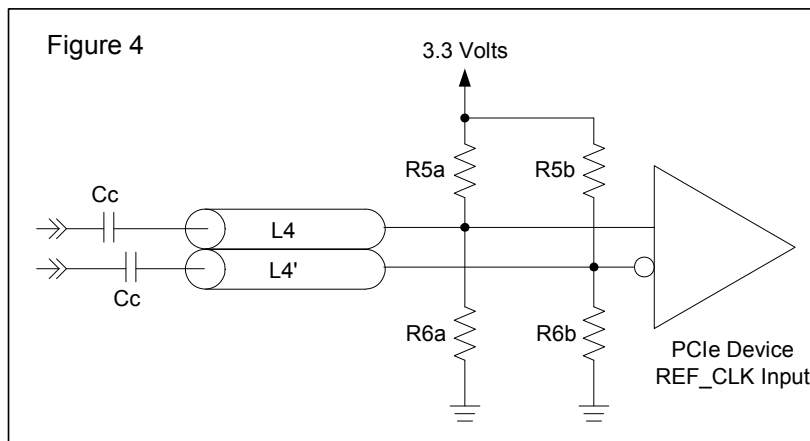 Figure 4
3.3 Volts
R5a
R5b
Cc
L4
L4'
Cc
R6a
R6b
PCIe Device
REF_CLK Input